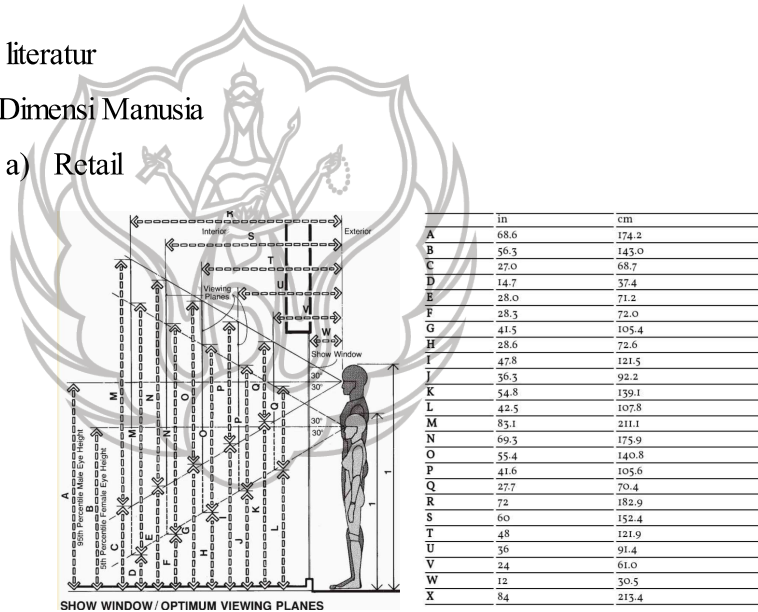 literatur
Dimensi Manusia
a) Retail
R
Interior
Exterior
S
T
Viewing
Planes
U
V
W
Show Window
30°
30°
30°
30°
M
M
N
N
O
O
P
P
Q
Q
A
95th Percentile Male Eye Height
B
5th Percentile Female Eye Height
C
D
E
F
G
H
I
J
K
L
1
1
SHOW WINDOW / OPTIMUM VIEWING PLANES
in cm
A 68.6 174.2
B 56.3 143.0
C 27.0 68.7
D 14.7 37.4
E 28.0 71.2
F 28.3 72.0
G 41.5 105.4
H 28.6 72.6
I 47.8 121.5
J 36.3 92.2
K 54.8 139.1
L 42.5 107.8
M 83.1 211.1
N 69.3 175.9
O 55.4 140.8
P 41.6 105.6
Q 27.7 70.4
R 72 182.9
S 60 152.4
T 48 121.9
U 36 91.4
V 24 61.0
W 12 30.5
X 84 213.4